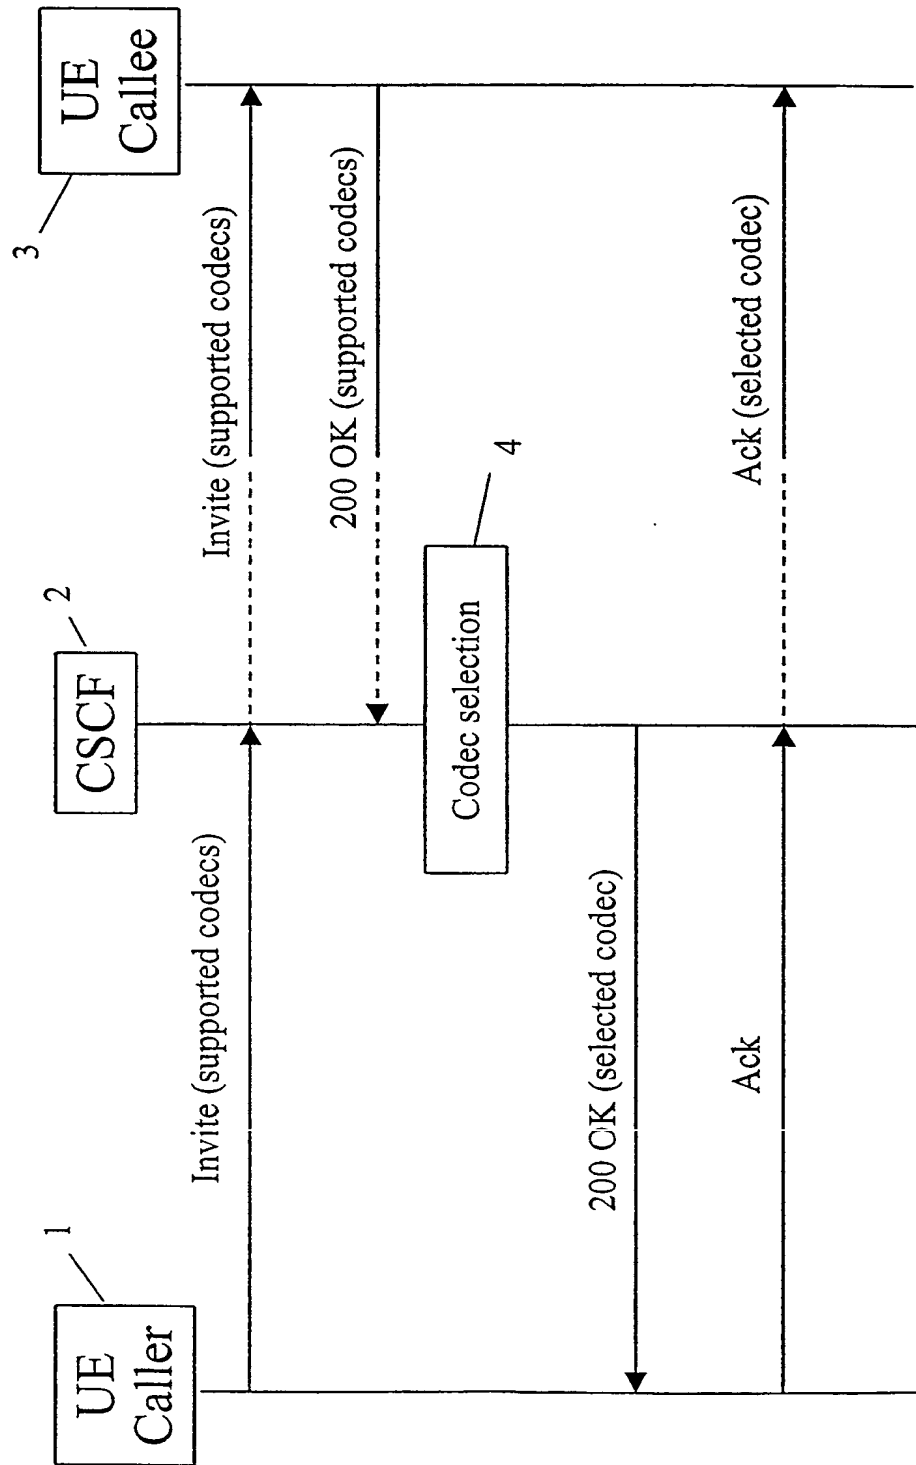 UE
Caller
1
CSCF
2
UE
Callee
3
Invite (supported codecs)
Invite (supported codecs)
200 OK (supported codecs)
Codec selection
4
200 OK (selected codec)
Ack
Ack (selected codec)